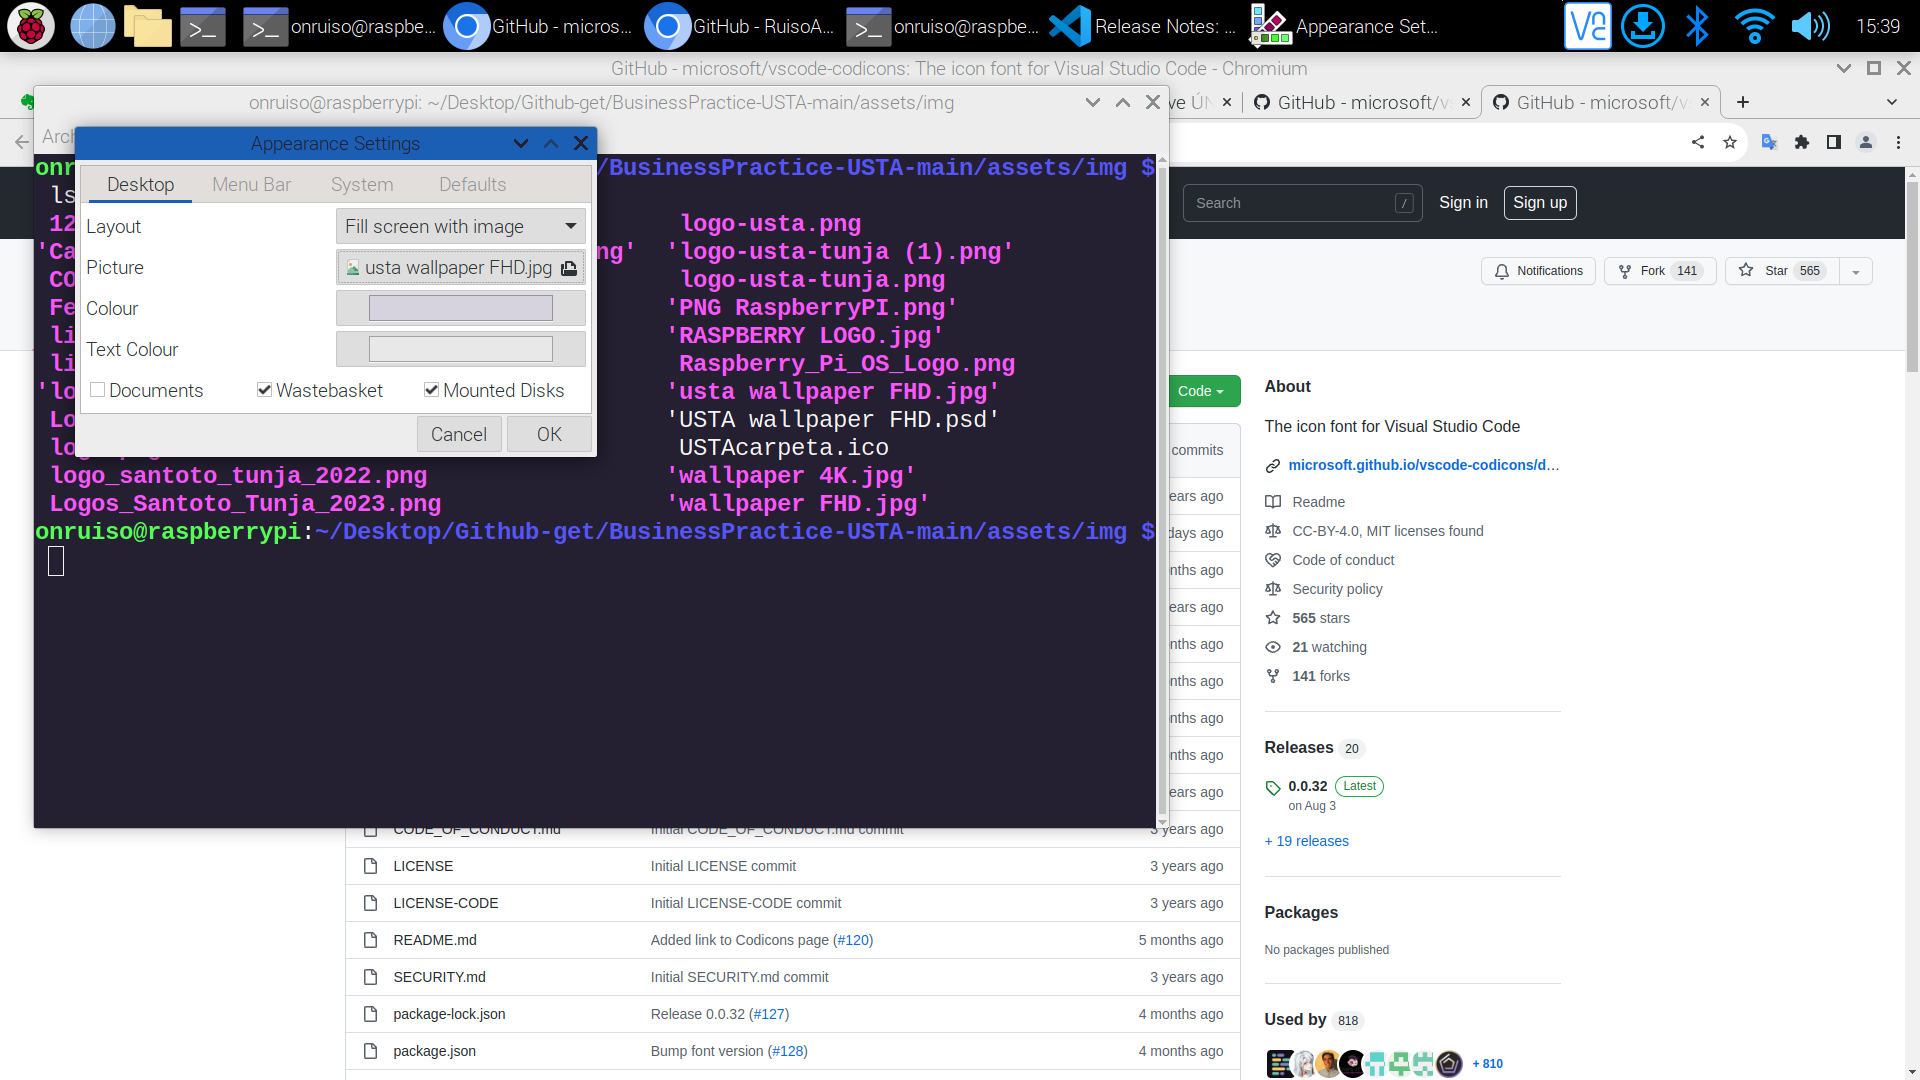 onruiso@raspbe...
GitHub - micros...
GitHub - RuisoA...
onruiso@raspbe...
Release Notes: ...
Appearance Set...
15:39
GitHub - microsoft/vscode-codicons: The icon font for Visual Studio Code - Chromium
onruiso@raspberrypi: ~/Desktop/Github-get/BusinessPractice-USTA-main/assets/img
ve ÚN
GitHub - microsoft/vs
GitHub - microsoft/vs
Arch
Appearance Settings
Desktop
Menu Bar
System
Defaults
Layout
Fill screen with image
Picture
usta wallpaper FHD.jpg
Colour
Text Colour
Documents
Wastebasket
Mounted Disks
Cancel
OK
onr /BusinessPractice-USTA-main/assets/img $
ls
12 logo-usta.png
'Ca ng' 'logo-usta-tunja (1).png'
CO logo-usta-tunja.png
Fe 'PNG RaspberryPI.png'
li 'RASPBERRY LOGO.jpg'
li Raspberry_Pi_OS_Logo.png
'lo 'usta wallpaper FHD.jpg'
Lo 'USTA wallpaper FHD.psd'
USTAcarpeta.ico
logo_santoto_tunja_2022.png 'wallpaper 4K.jpg'
Logos_Santoto_Tunja_2023.png 'wallpaper FHD.jpg'
onruiso@raspberrypi:~/Desktop/Github-get/BusinessPractice-USTA-main/assets/img $
Search /
Sign in
Sign up
Notifications
Fork 141
Star 565
Code
commits
ears ago
days ago
nths ago
ears ago
nths ago
nths ago
nths ago
nths ago
ears ago
CODE_OF_CONDUCT.md Initial CODE_OF_CONDUCT.md commit 3 years ago
LICENSE Initial LICENSE commit 3 years ago
LICENSE-CODE Initial LICENSE-CODE commit 3 years ago
README.md Added link to Codicons page (#120) 5 months ago
SECURITY.md Initial SECURITY.md commit 3 years ago
package-lock.json Release 0.0.32 (#127) 4 months ago
package.json Bump font version (#128) 4 months ago
About
The icon font for Visual Studio Code
microsoft.github.io/vscode-codicons/d...
Readme
CC-BY-4.0, MIT licenses found
Code of conduct
Security policy
565 stars
21 watching
141 forks
Releases 20
0.0.32 Latest
on Aug 3
+ 19 releases
Packages
No packages published
Used by 818
+ 810